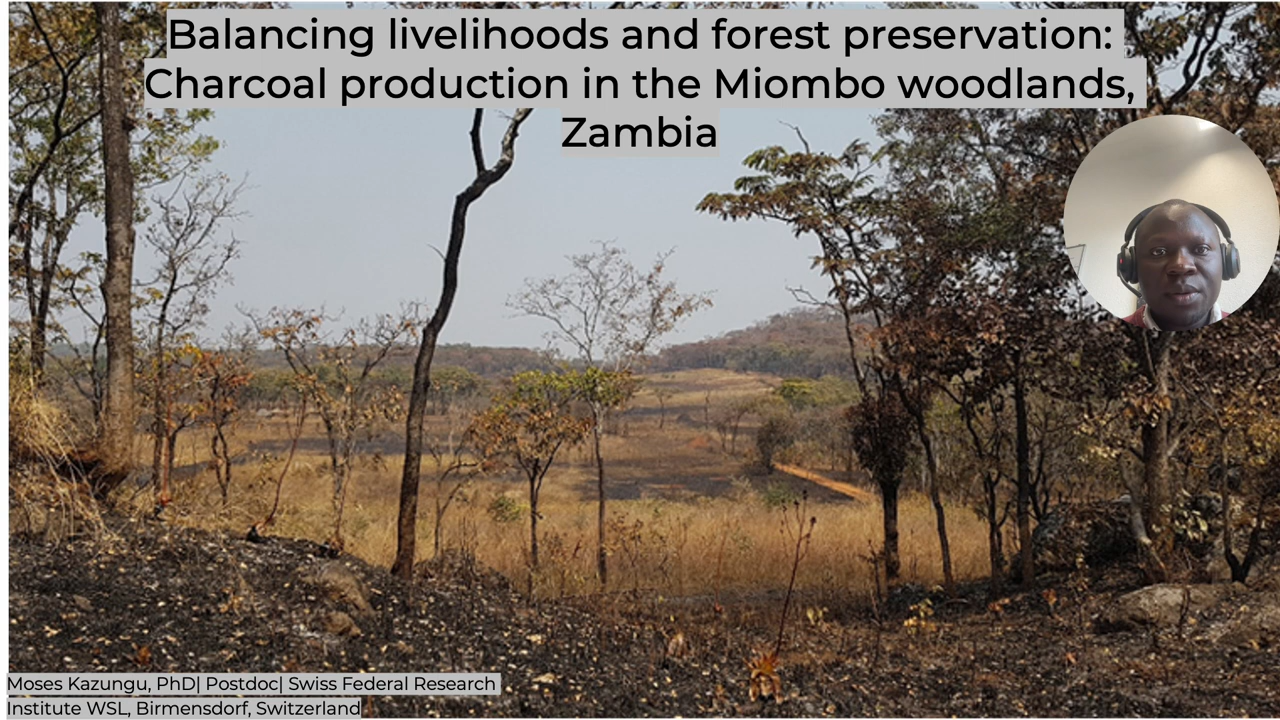 Balancing livelihoods and forest preservation:
Charcoal production in the Miombo woodlands,
Zambia
Moses Kazungu, PhD| Postdoc| Swiss Federal Research
Institute WSL, Birmensdorf, Switzerland